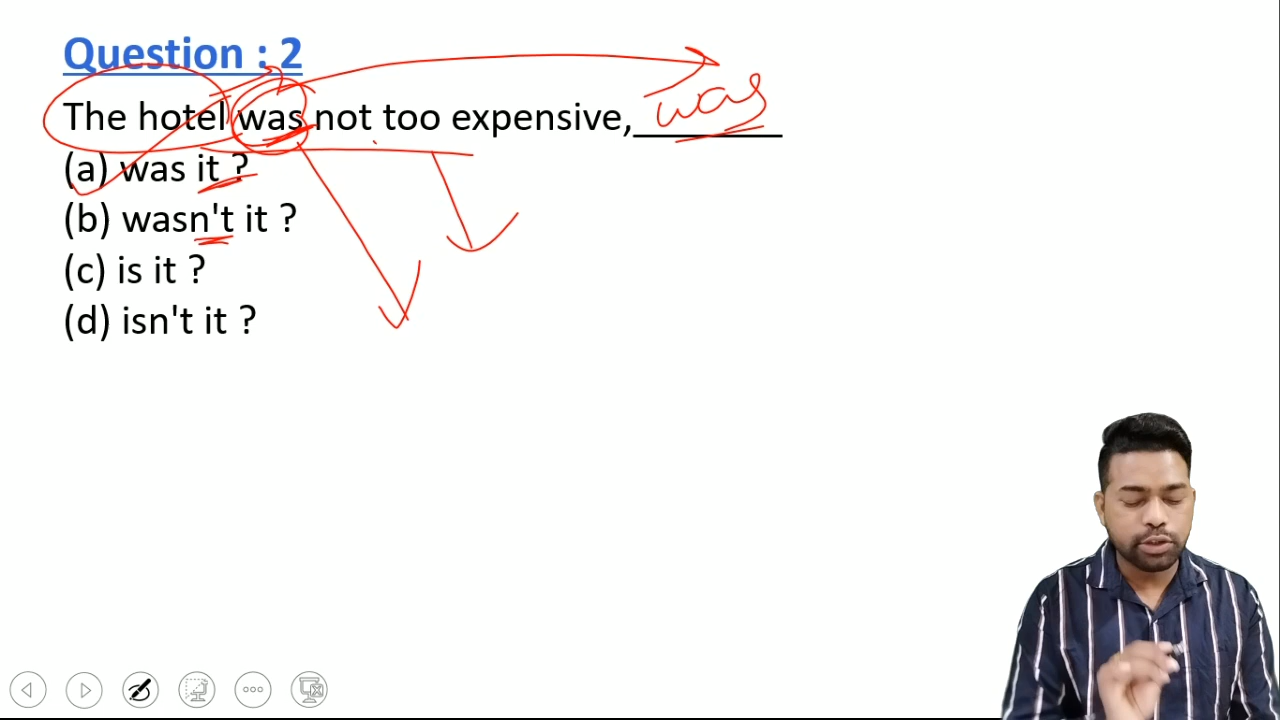 Question : 2
The hotel was not too expensive,________ was
(a) was it ?
(b) wasn't it ?
(c) is it ?
(d) isn't it ?